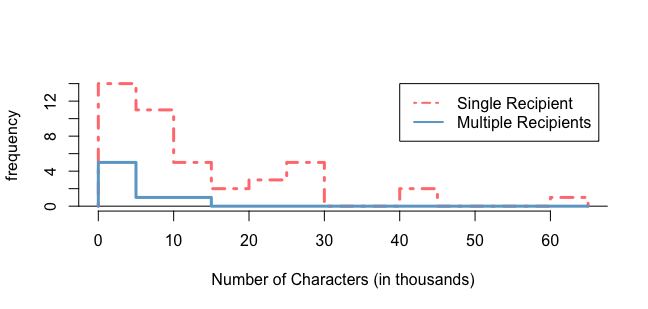 Single Recipient
Multiple Recipients
frequency
12
8
4
0
0 10 20 30 40 50 60
Number of Characters (in thousands)